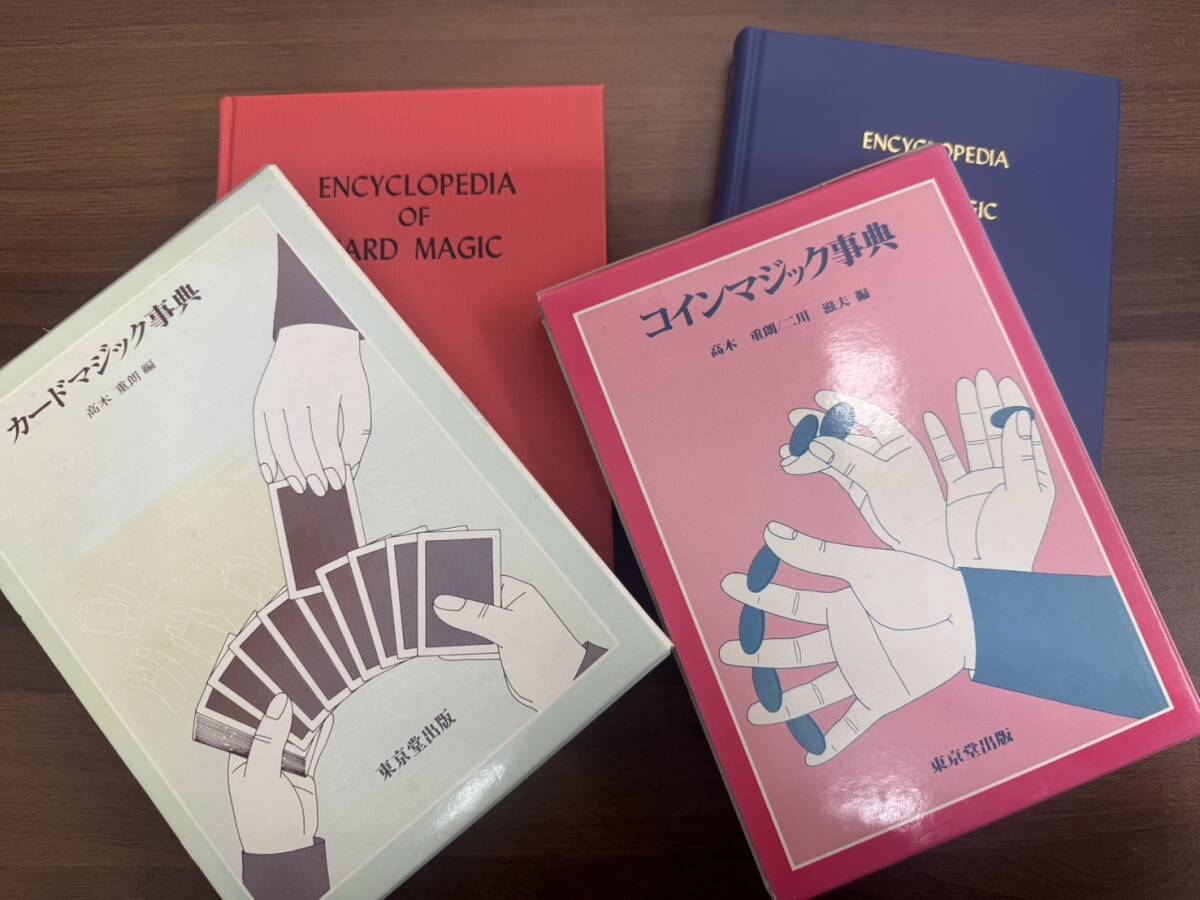 ENCYCLOPEDIA
OF
CARD MAGIC
ENCYCLOPEDIA
カードマジック事典
高木 重朗 編
東京堂出版
コインマジック事典
高木 重朗/二川 滋夫 編
東京堂出版